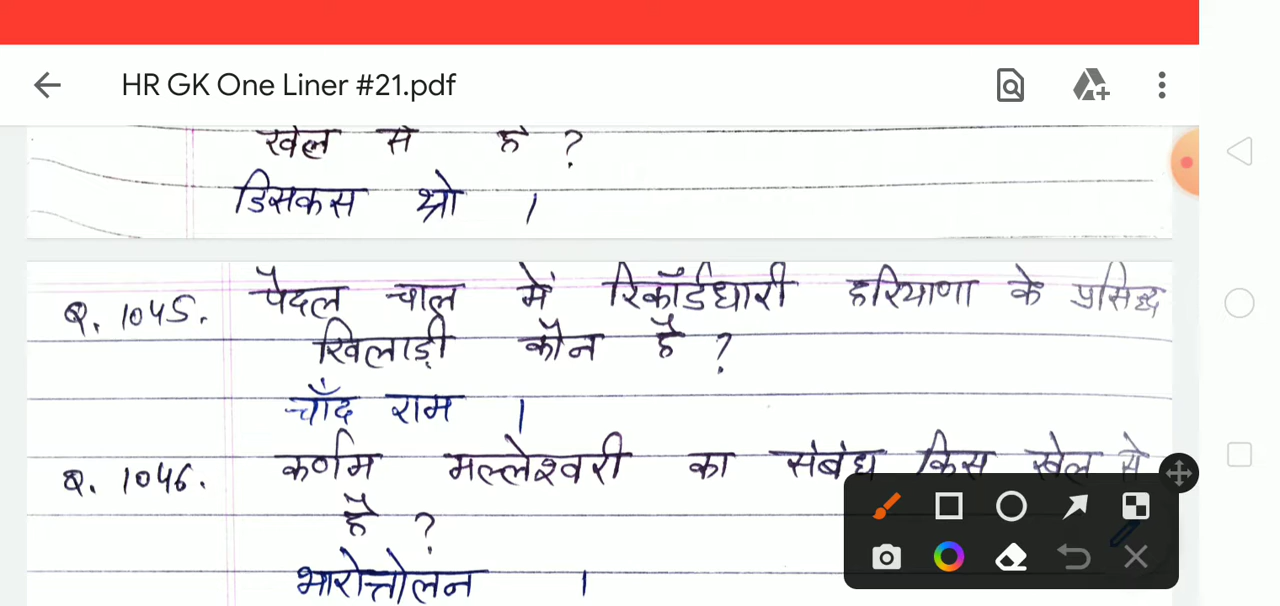 HR GK One Liner #21.pdf
खेल से है ?
डिसकस थ्रो ।
Q. 1045. पैदल चाल में रिकॉर्डधारी हरियाणा के प्रसिद्ध
खिलाड़ी कौन है ?
चाँद राम ।
Q. 1046. कर्णम मल्लेश्वरी का संबंध किस खेल से
है ?
भारोत्तोलन ।